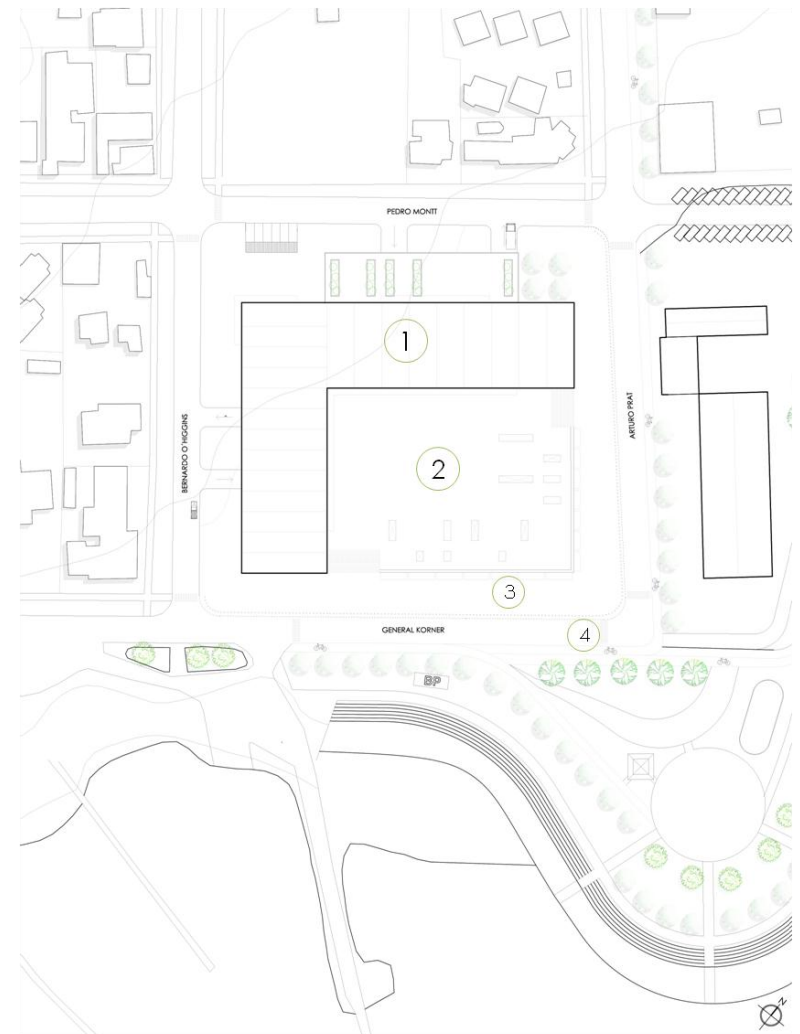 PEDRO MONTT
1
ARTURO PRAT
BERNARDO O´HIGGINS
2
3
GENERAL KORNER
4
BP
N